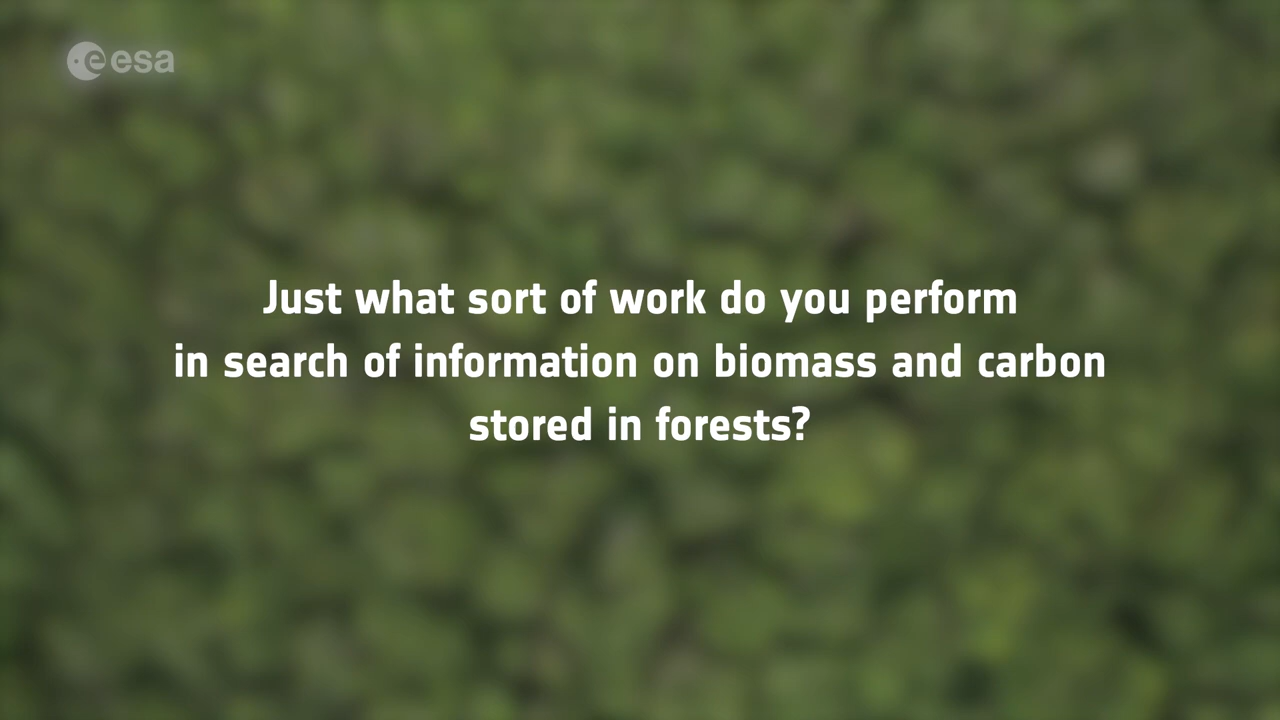 esa
Just what sort of work do you perform
in search of information on biomass and carbon
stored in forests?